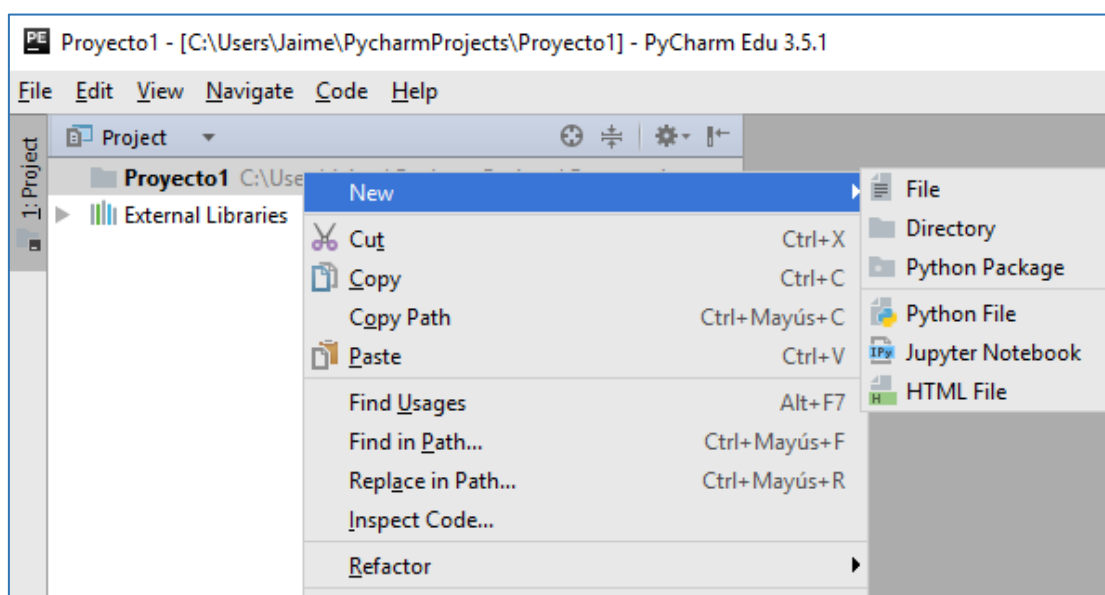 PE Proyecto1 - [C:\Users\Jaime\PycharmProjects\Proyecto1] - PyCharm Edu 3.5.1
File Edit View Navigate Code Help
1: Project
Project
Proyecto1 C:\Use
External Libraries
New
Cut Ctrl+X
Copy Ctrl+C
Copy Path Ctrl+Mayús+C
Paste Ctrl+V
Find Usages Alt+F7
Find in Path... Ctrl+Mayús+F
Replace in Path... Ctrl+Mayús+R
Inspect Code...
Refactor
File
Directory
Python Package
Python File
IPy Jupyter Notebook
H HTML File